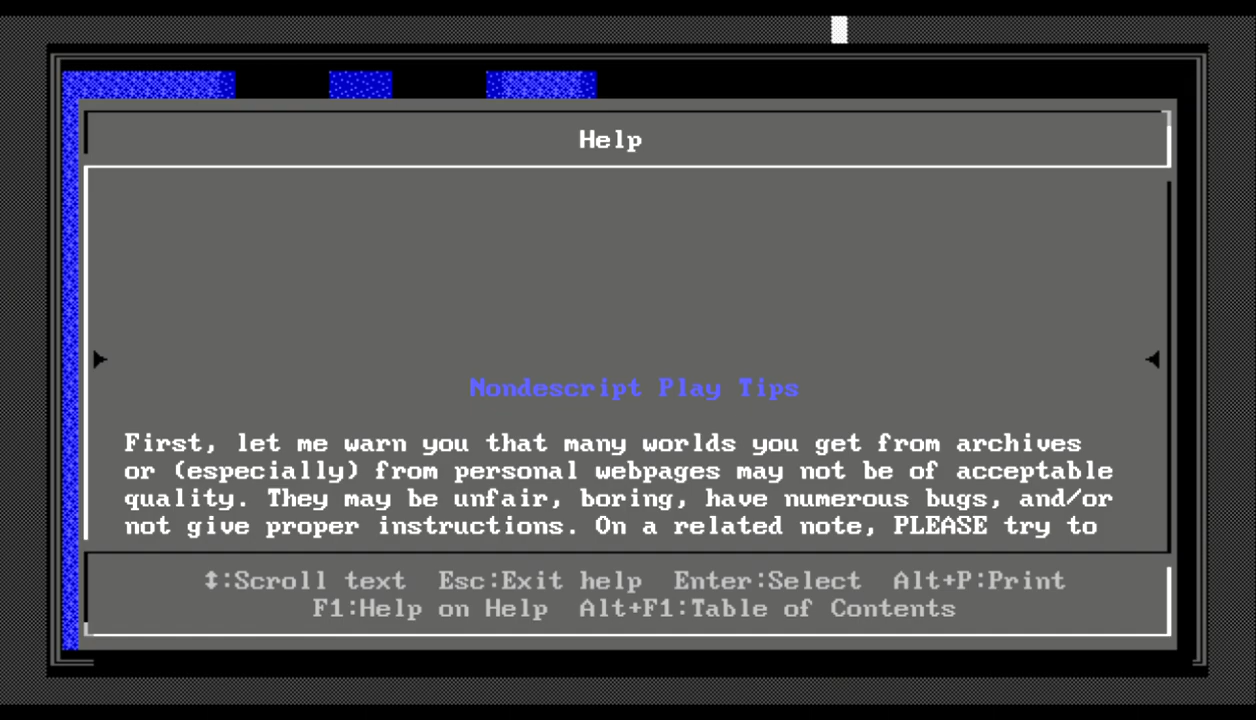 Help
Nondescript Play Tips
First, let me warn you that many worlds you get from archives
or (especially) from personal webpages may not be of acceptable
quality. They may be unfair, boring, have numerous bugs, and/or
not give proper instructions. On a related note, PLEASE try to
↕:Scroll text  Esc:Exit help  Enter:Select  Alt+P:Print
F1:Help on Help  Alt+F1:Table of Contents